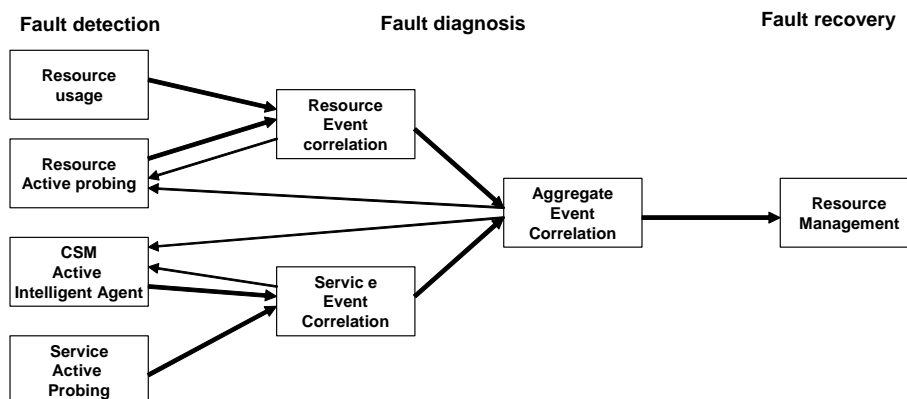 Fault detection
Fault diagnosis
Fault recovery
Resource
usage
Resource
Active probing
CSM
Active
Intelligent Agent
Service
Active
Probing
Resource
Event
correlation
Servic e
Event
Correlation
Aggregate
Event
Correlation
Resource
Management